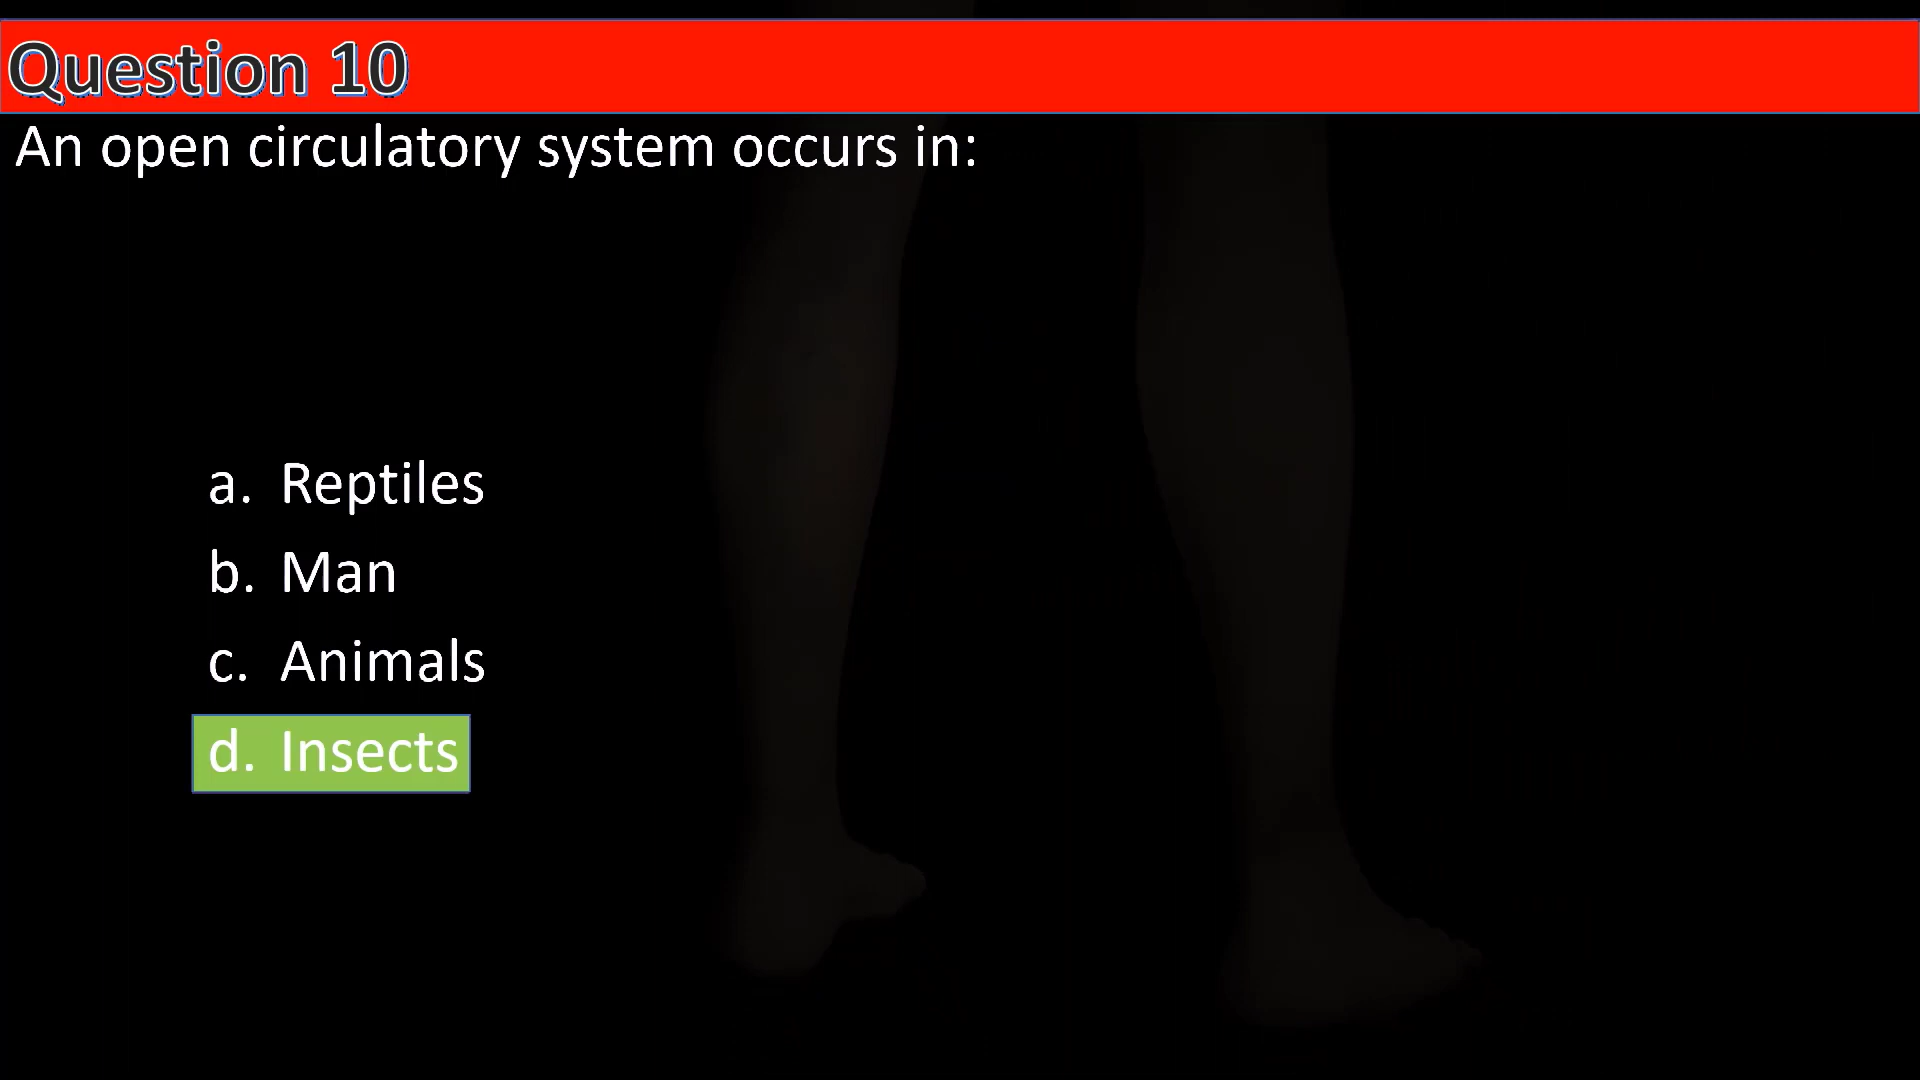 Question 10
An open circulatory system occurs in:
a. Reptiles
b. Man
c. Animals
d. Insects